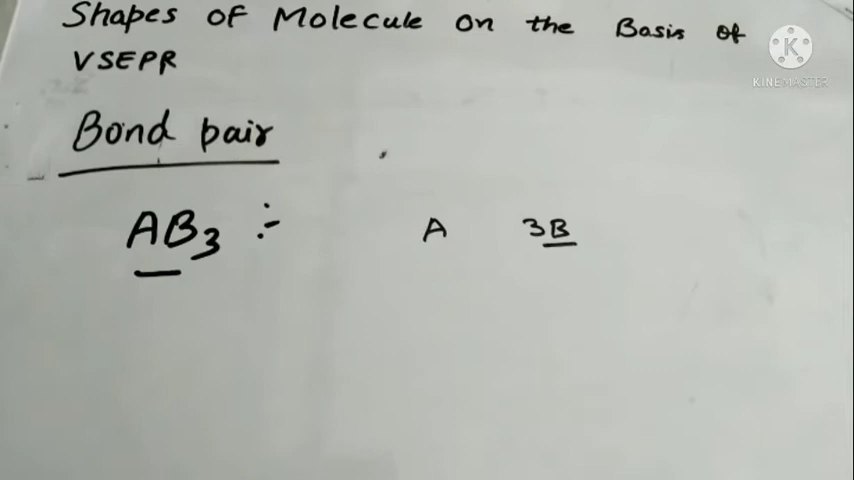 Shapes of Molecule on the Basis of
VSEPR
K
KINEMASTER
Bond pair
AB₃ :- A 3B